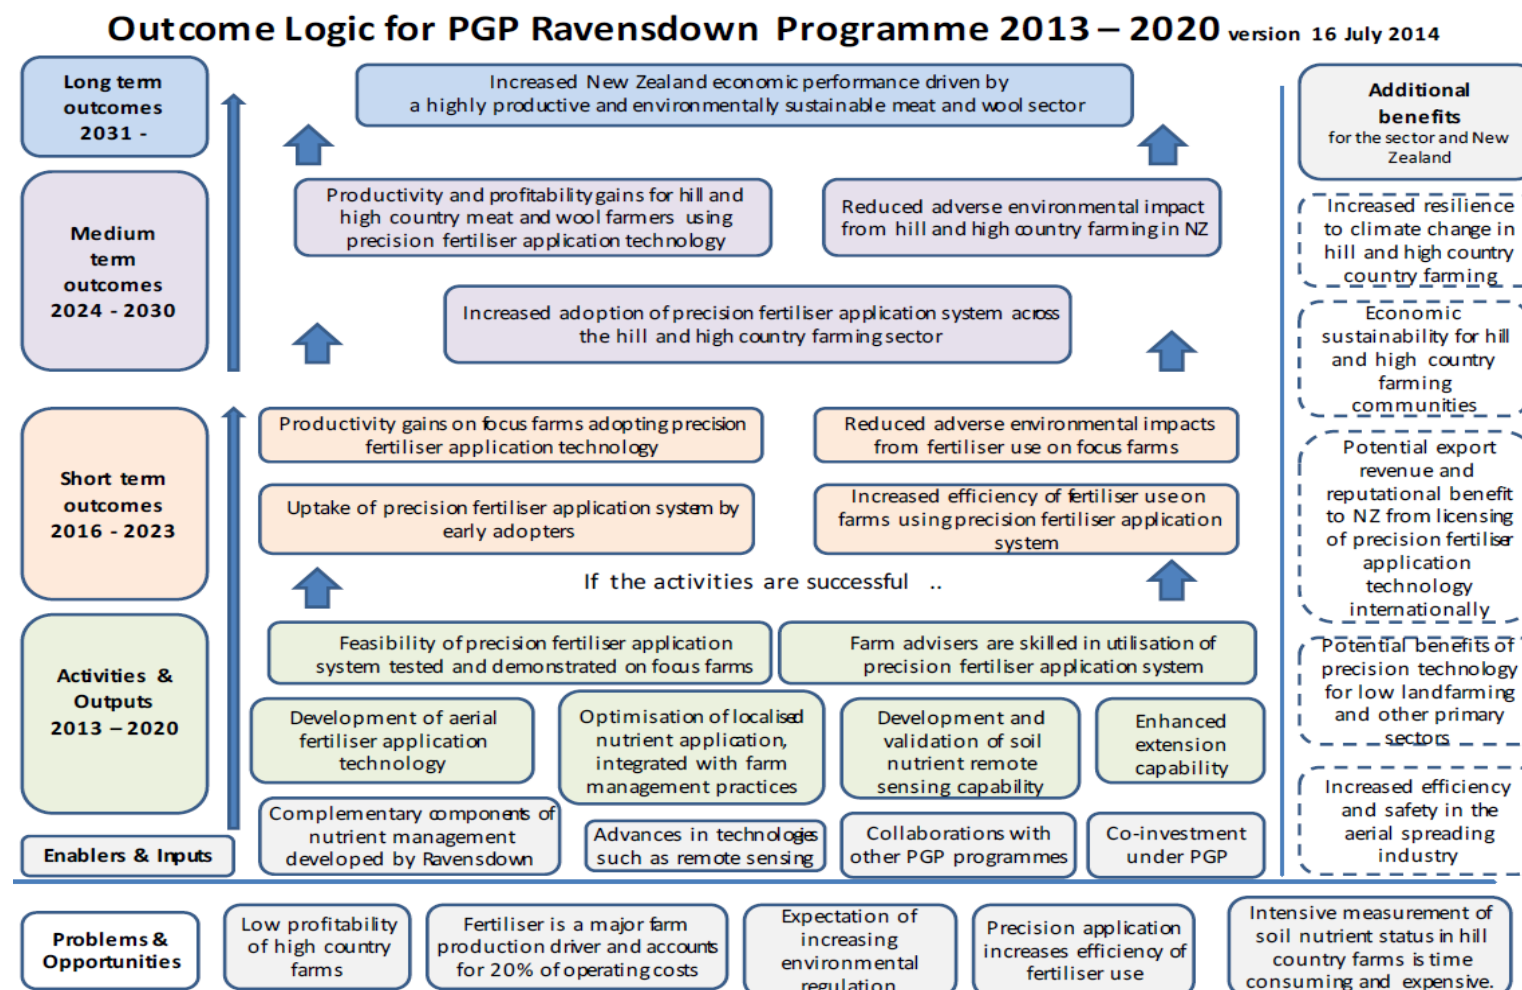 Outcome Logic for PGP Ravensdown Programme 2013 – 2020 version 16 July 2014
Long term
outcomes
2031 -
Increased New Zealand economic performance driven by
a highly productive and environmentally sustainable meat and wool sector
Medium
term
outcomes
2024 - 2030
Productivity and profitability gains for hill and
high country meat and wool farmers using
precision fertiliser application technology
Reduced adverse environmental impact
from hill and high country farming in NZ
Increased adoption of precision fertiliser application system across
the hill and high country farming sector
Short term
outcomes
2016 - 2023
Productivity gains on focus farms adopting precision
fertiliser application technology
Reduced adverse environmental impacts
from fertiliser use on focus farms
Uptake of precision fertiliser application system by
early adopters
Increased efficiency of fertiliser use on
farms using precision fertiliser application
system
If the activities are successful ..
Activities &
Outputs
2013 – 2020
Feasibility of precision fertiliser application
system tested and demonstrated on focus farms
Farm advisers are skilled in utilisation of
precision fertiliser application system
Development of aerial
fertiliser application
technology
Optimisation of localised
nutrient application,
integrated with farm
management practices
Development and
validation of soil
nutrient remote
sensing capability
Enhanced
extension
capability
Enablers & Inputs
Complementary components of
nutrient management
developed by Ravensdown
Advances in technologies
such as remote sensing
Collaborations with
other PGP programmes
Co-investment
under PGP
Additional
benefits
for the sector and New
Zealand
Increased resilience
to climate change in
hill and high country
country farming
Economic
sustainability for hill
and high country
farming
communities
Potential export
revenue and
reputational benefit
to NZ from licensing
of precision fertiliser
application
technology
internationally
Potential benefits of
precision technology
for low land farming
and other primary
sectors
Increased efficiency
and safety in the
aerial spreading
industry
Problems &
Opportunities
Low profitability
of high country
farms
Fertiliser is a major farm
production driver and accounts
for 20% of operating costs
Expectation of
increasing
environmental
regulation
Precision application
increases efficiency of
fertiliser use
Intensive measurement of
soil nutrient status in hill
country farms is time
consuming and expensive.